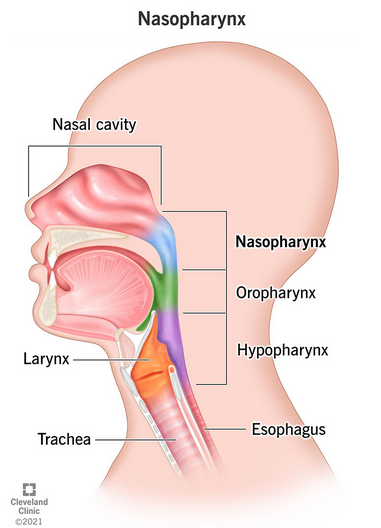 Nasopharynx
Nasal cavity
Nasopharynx
Oropharynx
Hypopharynx
Larynx
Esophagus
Trachea
Cleveland
Clinic
©2021